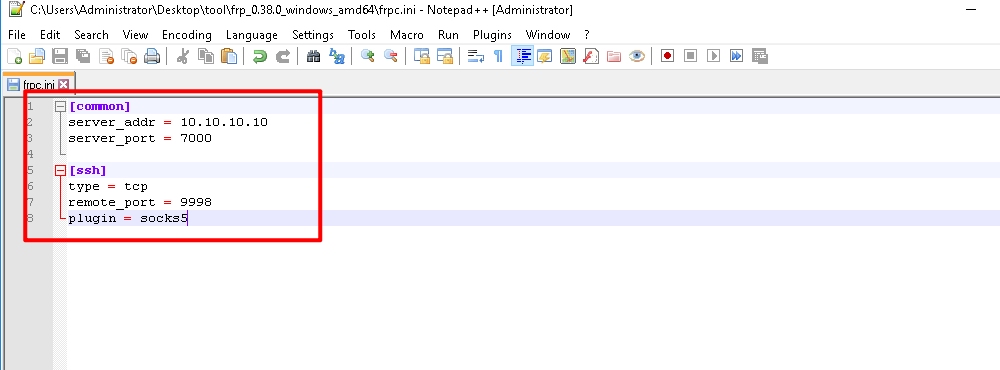 C:\Users\Administrator\Desktop\tool\frp_0.38.0_windows_amd64\frpc.ini - Notepad++ [Administrator]
File Edit Search View Encoding Language Settings Tools Macro Run Plugins Window ?
frpc.ini
1 [common]
2 server_addr = 10.10.10.10
3 server_port = 7000
4
5 [ssh]
6 type = tcp
7 remote_port = 9998
8 plugin = socks5